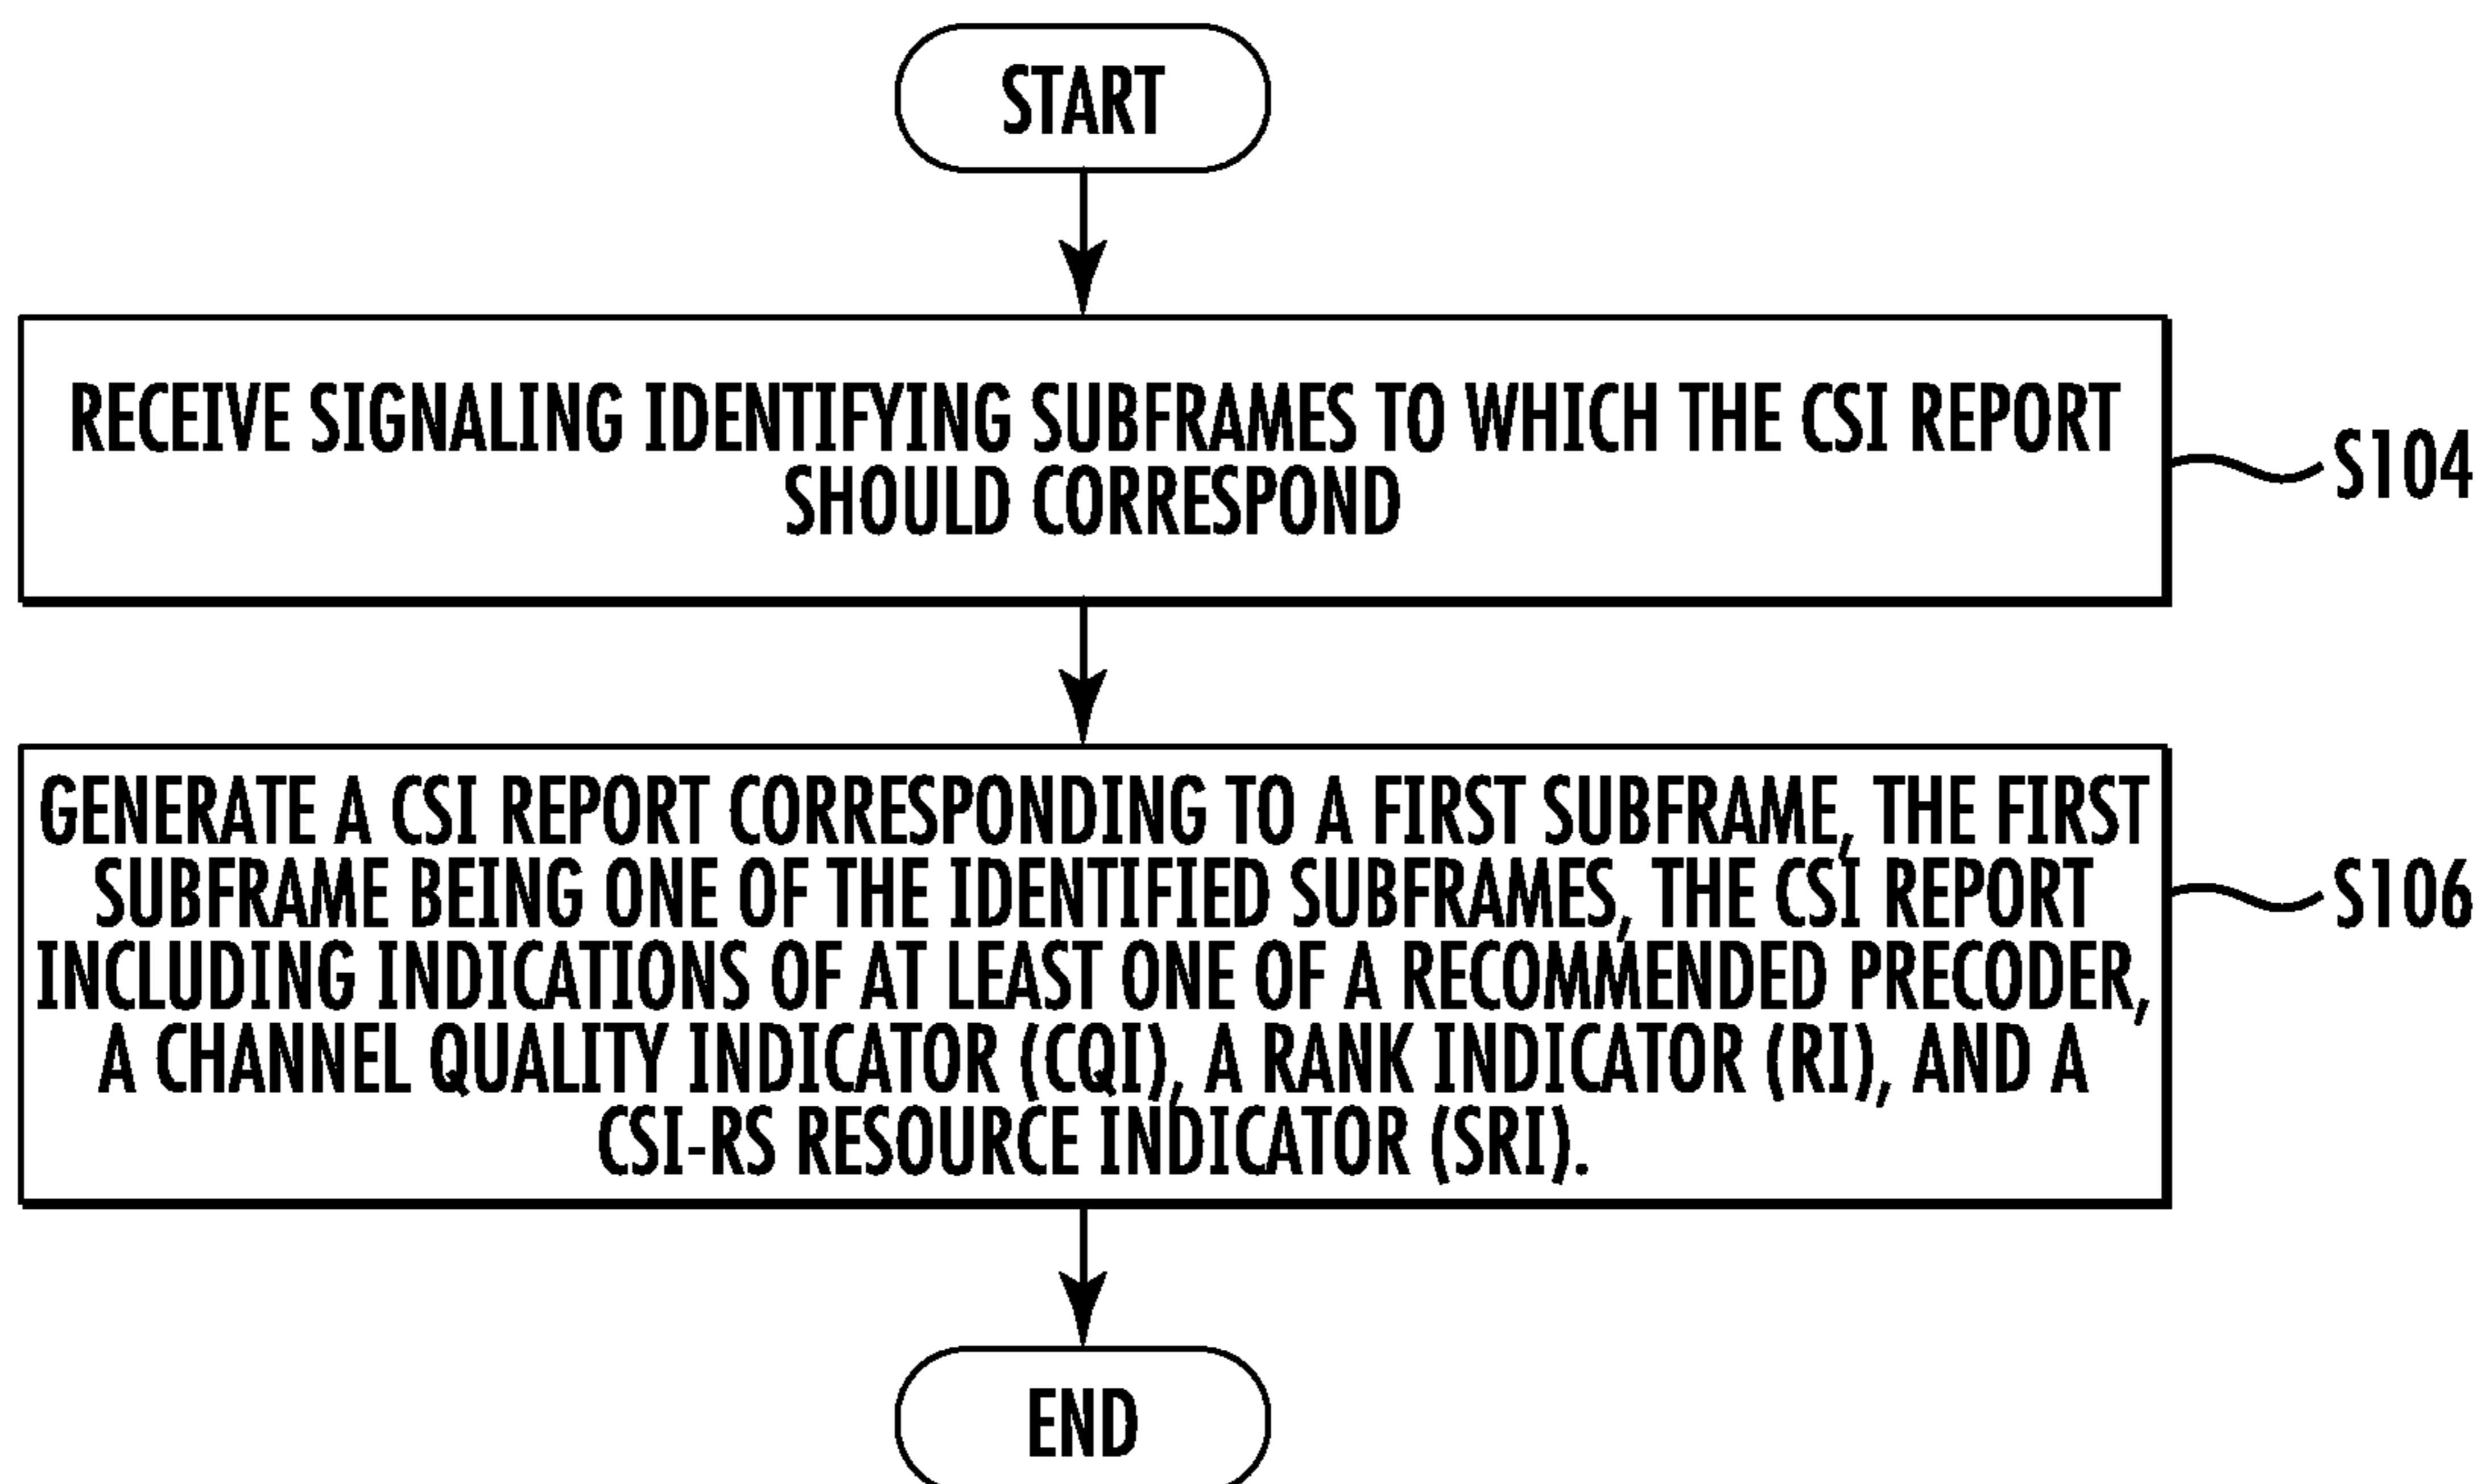 START
RECEIVE SIGNALING IDENTIFYING SUBFRAMES TO WHICH THE CSI REPORT
SHOULD CORRESPOND
S104
GENERATE A CSI REPORT CORRESPONDING TO A FIRST SUBFRAME, THE FIRST
SUBFRAME BEING ONE OF THE IDENTIFIED SUBFRAMES, THE CSI REPORT
INCLUDING INDICATIONS OF AT LEAST ONE OF A RECOMMENDED PRECODER,
A CHANNEL QUALITY INDICATOR (CQI), A RANK INDICATOR (RI), AND A
CSI-RS RESOURCE INDICATOR (SRI).
S106
END